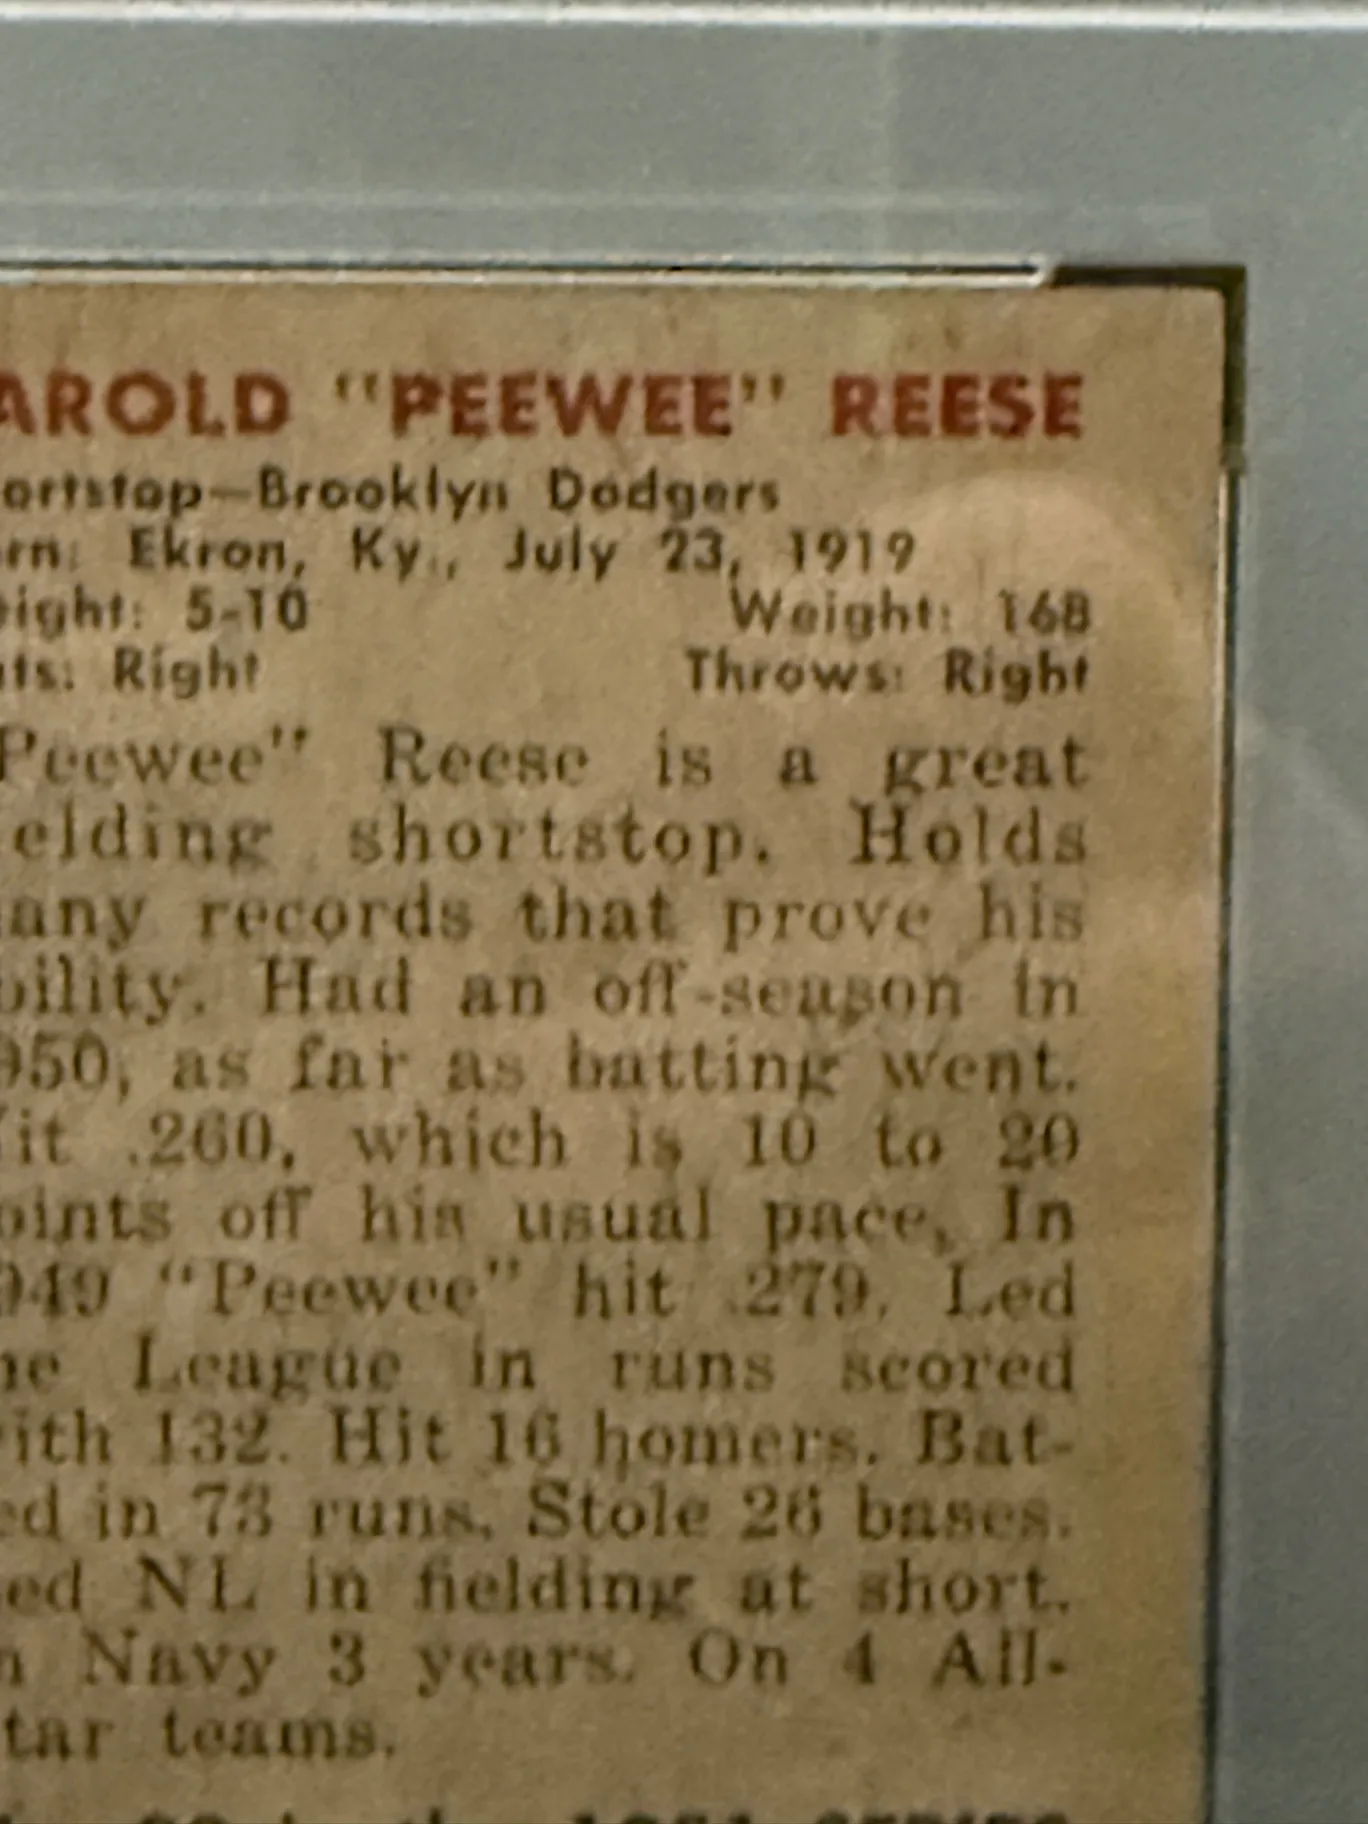 AROLD "PEEWEE" REESE
ortstop—Brooklyn Dodgers
rn: Ekron, Ky., July 23, 1919
eight: 5-10 Weight: 168
ats: Right Throws: Right
Peewee" Reese is a great
elding shortstop. Holds
any records that prove his
bility. Had an off-season in
950, as far as batting went.
it .260, which is 10 to 20
oints off his usual pace. In
949 "Peewee" hit .279. Led
he League in runs scored
ith 132. Hit 16 homers. Bat-
ed in 73 runs. Stole 26 bases.
ed NL in fielding at short.
n Navy 3 years. On 4 All-
tar teams.